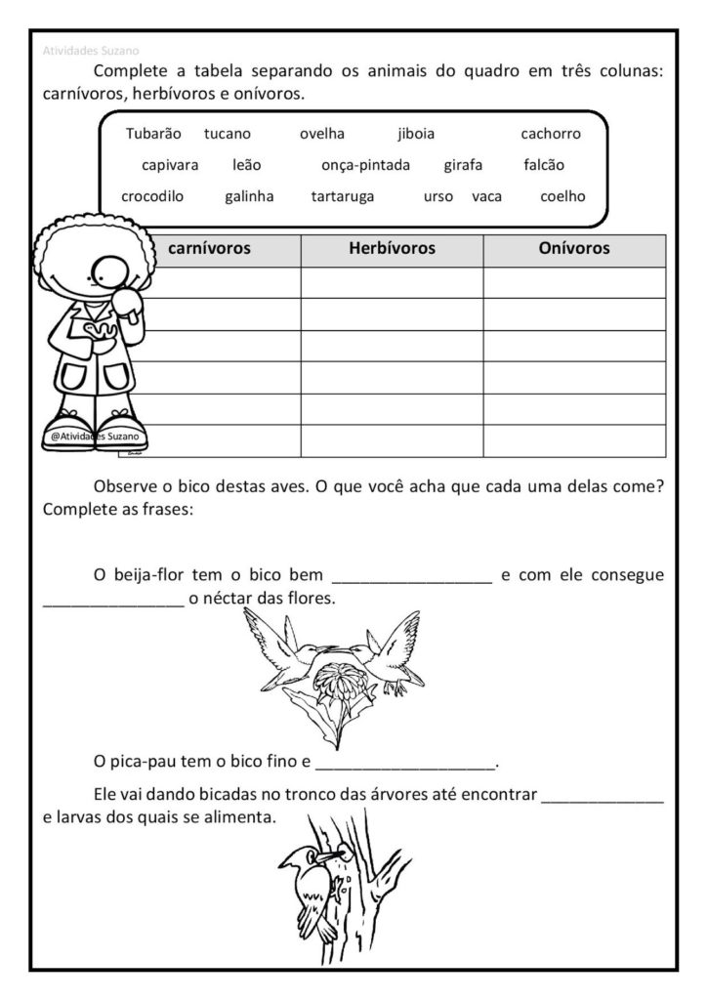 Atividades Suzano
Complete a tabela separando os animais do quadro em três colunas:
carnívoros, herbívoros e onívoros.
Tubarão tucano ovelha jiboia cachorro
capivara leão onça-pintada girafa falcão
crocodilo galinha tartaruga urso vaca coelho
carnívoros Herbívoros Onívoros
@Atividades Suzano
Observe o bico destas aves. O que você acha que cada uma delas come?
Complete as frases:
O beija-flor tem o bico bem _________________ e com ele consegue
_______________ o néctar das flores.
O pica-pau tem o bico fino e ___________________.
Ele vai dando bicadas no tronco das árvores até encontrar _____________
e larvas dos quais se alimenta.